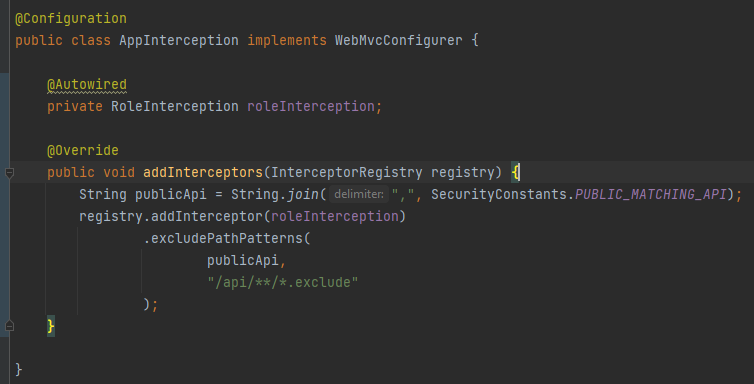 @Configuration
public class AppInterception implements WebMvcConfigurer {
@Autowired
private RoleInterception roleInterception;
@Override
public void addInterceptors(InterceptorRegistry registry) {
String publicApi = String.join( delimiter: ",", SecurityConstants.PUBLIC_MATCHING_API);
registry.addInterceptor(roleInterception)
.excludePathPatterns(
publicApi,
"/api/**/*.exclude"
);
}
}